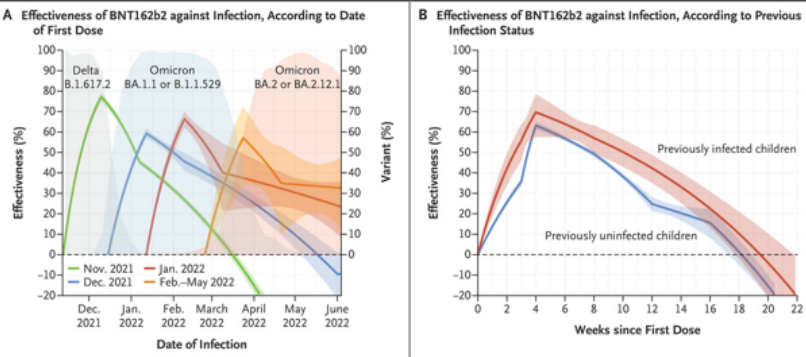 A Effectiveness of BNT162b2 against Infection, According to Date
of First Dose
100
90
80
70
60
50
40
30
20
10
0
−10
−20
Effectiveness (%)
Delta
B.1.617.2
Omicron
BA.1.1 or B.1.1.529
Omicron
BA.2 or BA.2.12.1
100
90
80
70
60
50
40
30
20
10
0
Variant (%)
Nov. 2021
Dec. 2021
Jan. 2022
Feb.–May 2022
Dec. Jan. Feb. March April May June
2021 2022 2022 2022 2022 2022 2022
Date of Infection
B Effectiveness of BNT162b2 against Infection, According to Previous
Infection Status
100
90
80
70
60
50
40
30
20
10
0
−10
−20
Effectiveness (%)
Previously infected children
Previously uninfected children
0 2 4 6 8 10 12 14 16 18 20 22
Weeks since First Dose